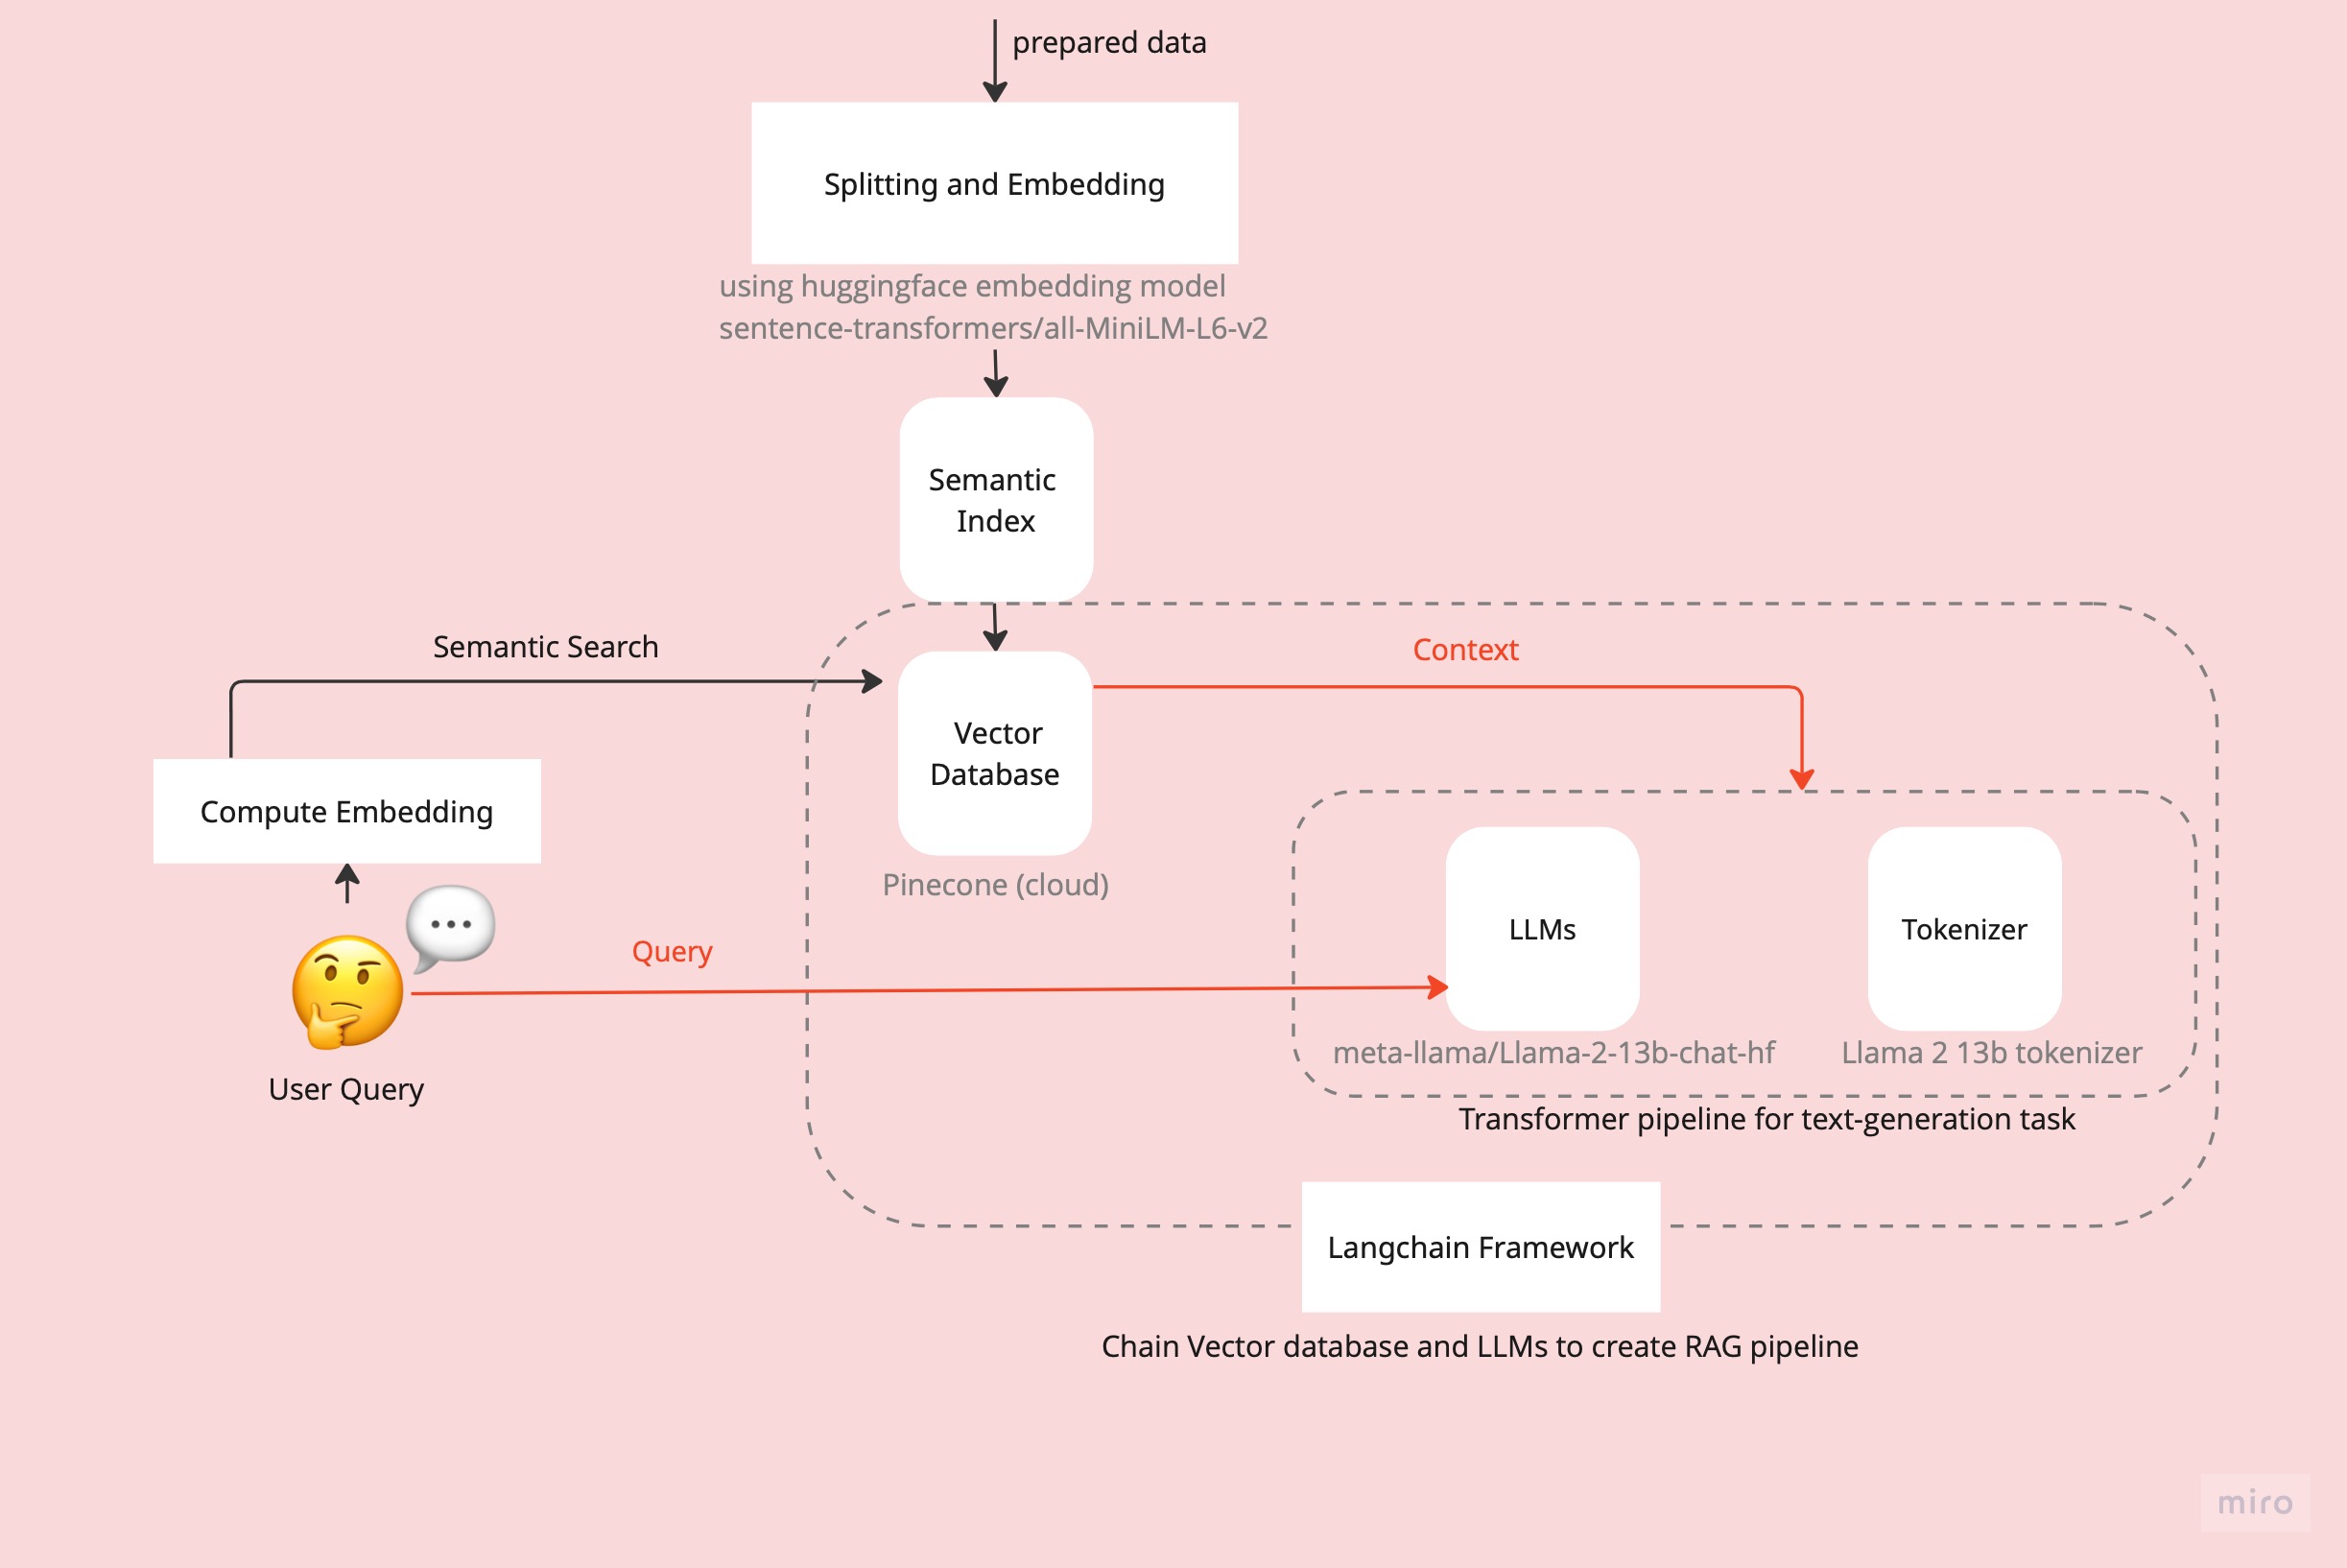 prepared data
Splitting and Embedding
using huggingface embedding model
sentence-transformers/all-MiniLM-L6-v2
Semantic
Index
Semantic Search
Context
Vector
Database
Compute Embedding
Pinecone (cloud)
LLMs
Tokenizer
Query
meta-llama/Llama-2-13b-chat-hf
Llama 2 13b tokenizer
User Query
Transformer pipeline for text-generation task
Langchain Framework
Chain Vector database and LLMs to create RAG pipeline
miro